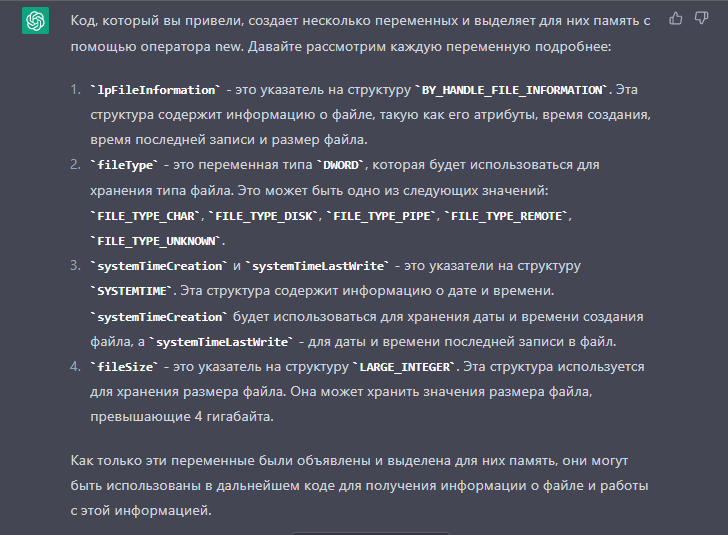 Код, который вы привели, создает несколько переменных и выделяет для них память с
помощью оператора new. Давайте рассмотрим каждую переменную подробнее:
1. `lpFileInformation` - это указатель на структуру `BY_HANDLE_FILE_INFORMATION`. Эта
структура содержит информацию о файле, такую как его атрибуты, время создания,
время последней записи и размер файла.
2. `fileType` - это переменная типа `DWORD`, которая будет использоваться для
хранения типа файла. Это может быть одно из следующих значений:
`FILE_TYPE_CHAR`, `FILE_TYPE_DISK`, `FILE_TYPE_PIPE`, `FILE_TYPE_REMOTE`,
`FILE_TYPE_UNKNOWN`.
3. `systemTimeCreation` и `systemTimeLastWrite` - это указатели на структуру
`SYSTEMTIME`. Эта структура содержит информацию о дате и времени.
`systemTimeCreation` будет использоваться для хранения даты и времени создания
файла, а `systemTimeLastWrite` - для даты и времени последней записи в файл.
4. `fileSize` - это указатель на структуру `LARGE_INTEGER`. Эта структура используется
для хранения размера файла. Она может хранить значения размера файла,
превышающие 4 гигабайта.
Как только эти переменные были объявлены и выделена для них память, они могут
быть использованы в дальнейшем коде для получения информации о файле и работы
с этой информацией.